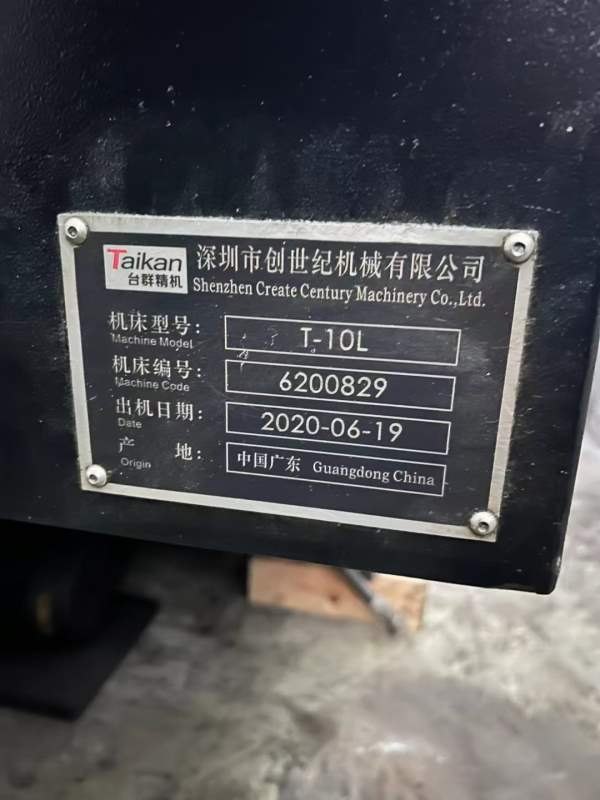 Taikan
台群精机
深圳市创世纪机械有限公司
Shenzhen Create Century Machinery Co.,Ltd.
机床型号: T-10L
Machine Model
机床编号: 6200829
Machine Code
出机日期: 2020-06-19
Date
产 地: 中国广东 Guangdong China
Origin